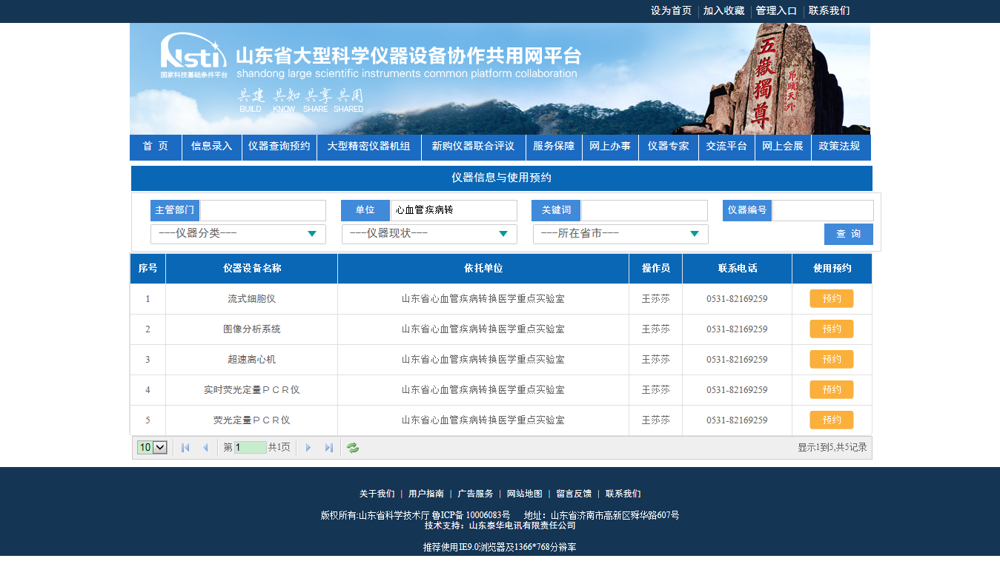 设为首页 加入收藏 管理入口 联系我们
Nsti
国家科技基础条件平台
山东省大型科学仪器设备协作共用网平台
shandong large scientific instruments common platform collaboration
共建 共知 共享 共用
BUILD KNOW SHARE SHARED
五嶽獨尊
昂頭天外
首 页 信息录入 仪器查询预约 大型精密仪器机组 新购仪器联合评议 服务保障 网上办事 仪器专家 交流平台 网上会展 政策法规
仪器信息与使用预约
主管部门 单位 心血管疾病转 关键词 仪器编号
---仪器分类--- ---仪器现状--- ---所在省市--- 查 询
序号 仪器设备名称 依托单位 操作员 联系电话 使用预约
1 流式细胞仪 山东省心血管疾病转换医学重点实验室 王莎莎 0531-82169259 预约
2 图像分析系统 山东省心血管疾病转换医学重点实验室 王莎莎 0531-82169259 预约
3 超速离心机 山东省心血管疾病转换医学重点实验室 王莎莎 0531-82169259 预约
4 实时荧光定量ＰＣＲ仪 山东省心血管疾病转换医学重点实验室 王莎莎 0531-82169259 预约
5 荧光定量ＰＣＲ仪 山东省心血管疾病转换医学重点实验室 王莎莎 0531-82169259 预约
10 第 1 共1页 显示1到5,共5记录
关于我们 | 用户指南 | 广告服务 | 网站地图 | 留言反馈 | 联系我们
版权所有:山东省科学技术厅 鲁ICP备 10006083号 地址：山东省济南市高新区舜华路607号
技术支持：山东泰华电讯有限责任公司
推荐使用IE9.0浏览器及1366*768分辨率